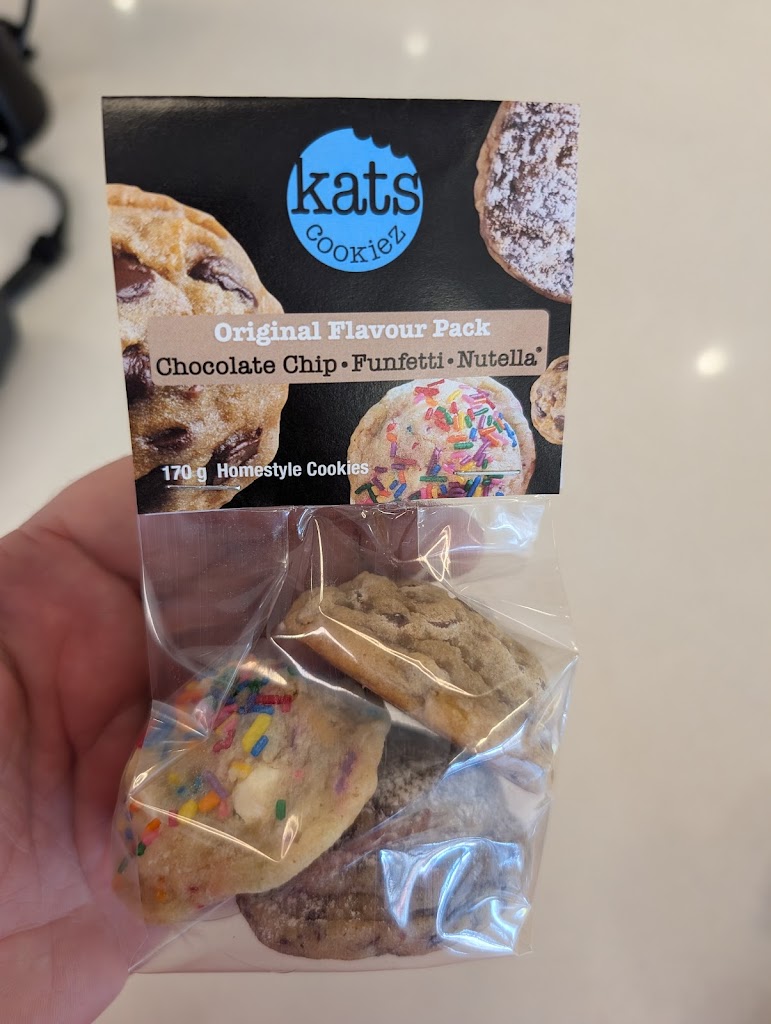 kats
cookiez
Original Flavour Pack
Chocolate Chip • Funfetti • Nutella®
170 g Homestyle Cookies